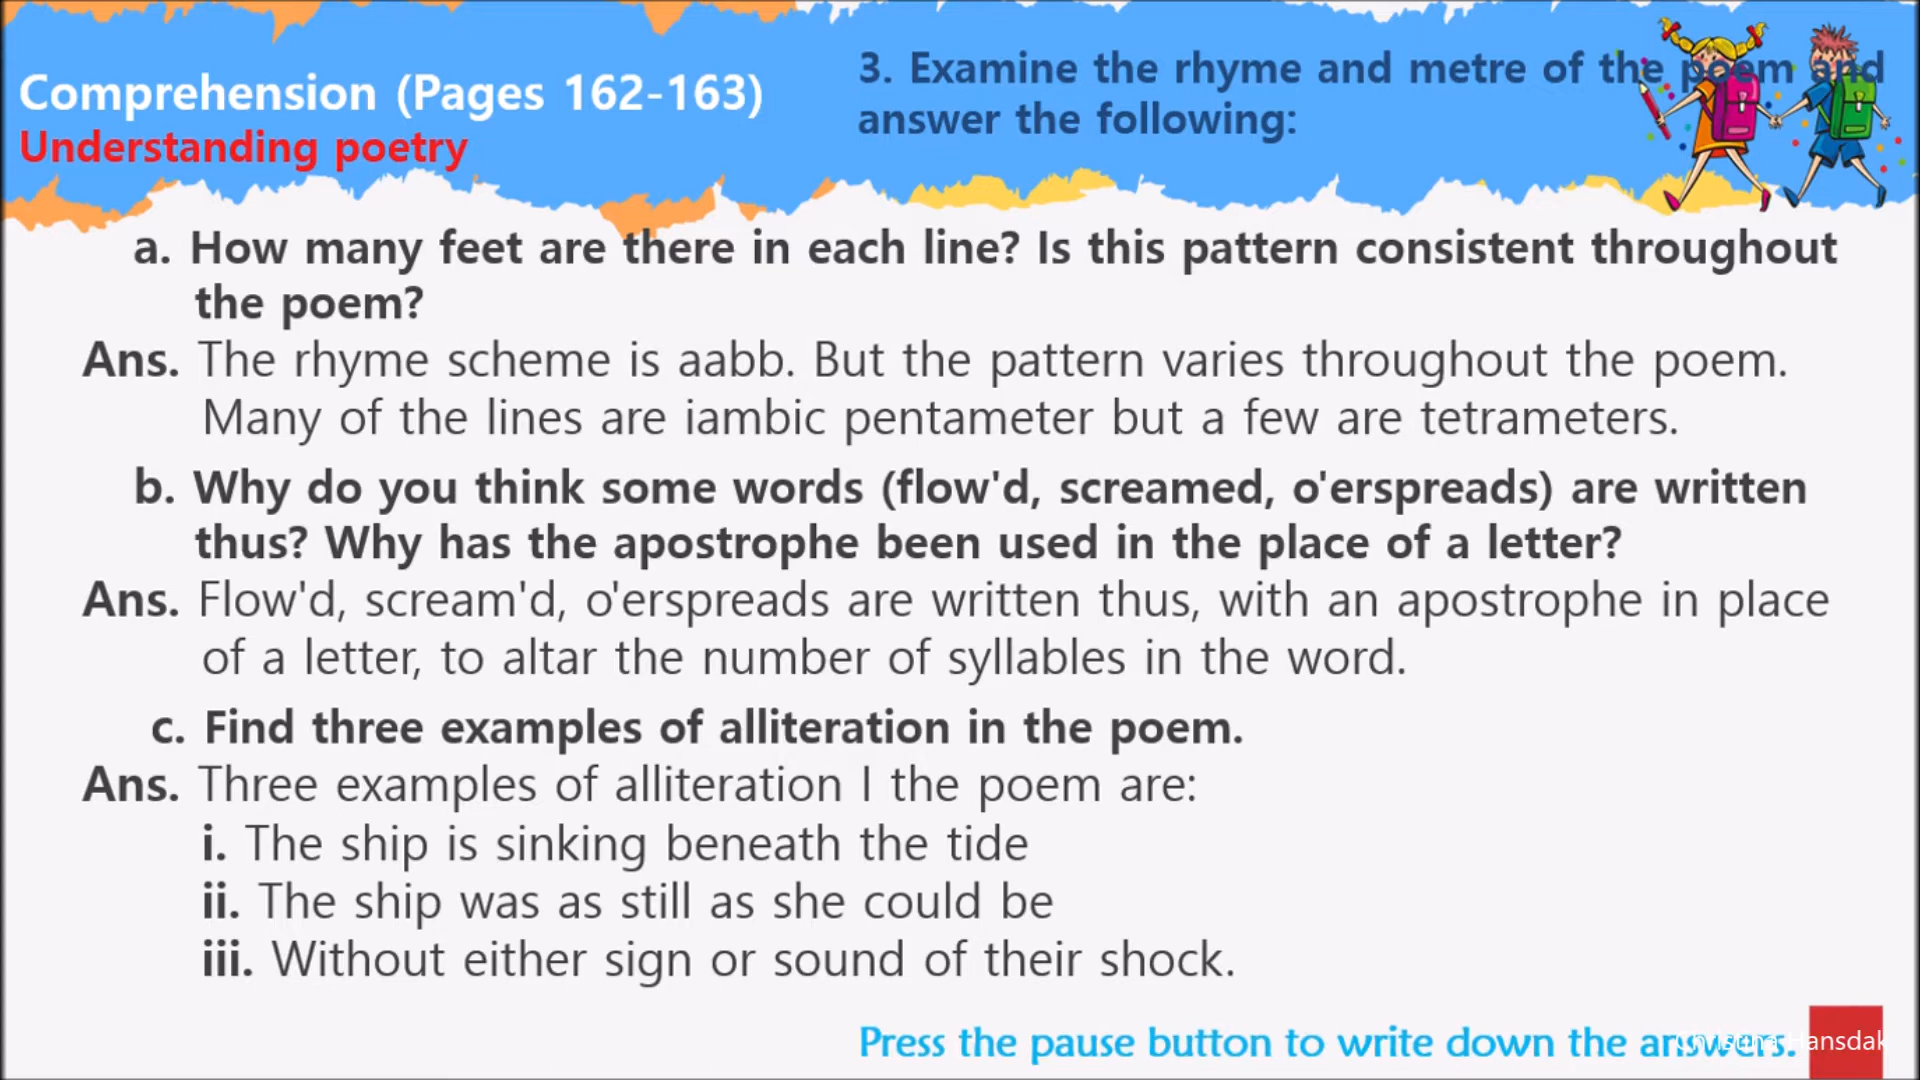 Comprehension (Pages 162-163)
Understanding poetry
3. Examine the rhyme and metre of the poem and
answer the following:
a. How many feet are there in each line? Is this pattern consistent throughout
the poem?
Ans. The rhyme scheme is aabb. But the pattern varies throughout the poem.
Many of the lines are iambic pentameter but a few are tetrameters.
b. Why do you think some words (flow'd, screamed, o'erspreads) are written
thus? Why has the apostrophe been used in the place of a letter?
Ans. Flow'd, scream'd, o'erspreads are written thus, with an apostrophe in place
of a letter, to altar the number of syllables in the word.
c. Find three examples of alliteration in the poem.
Ans. Three examples of alliteration I the poem are:
i. The ship is sinking beneath the tide
ii. The ship was as still as she could be
iii. Without either sign or sound of their shock.
Press the pause button to write down the answers.
Hansdak